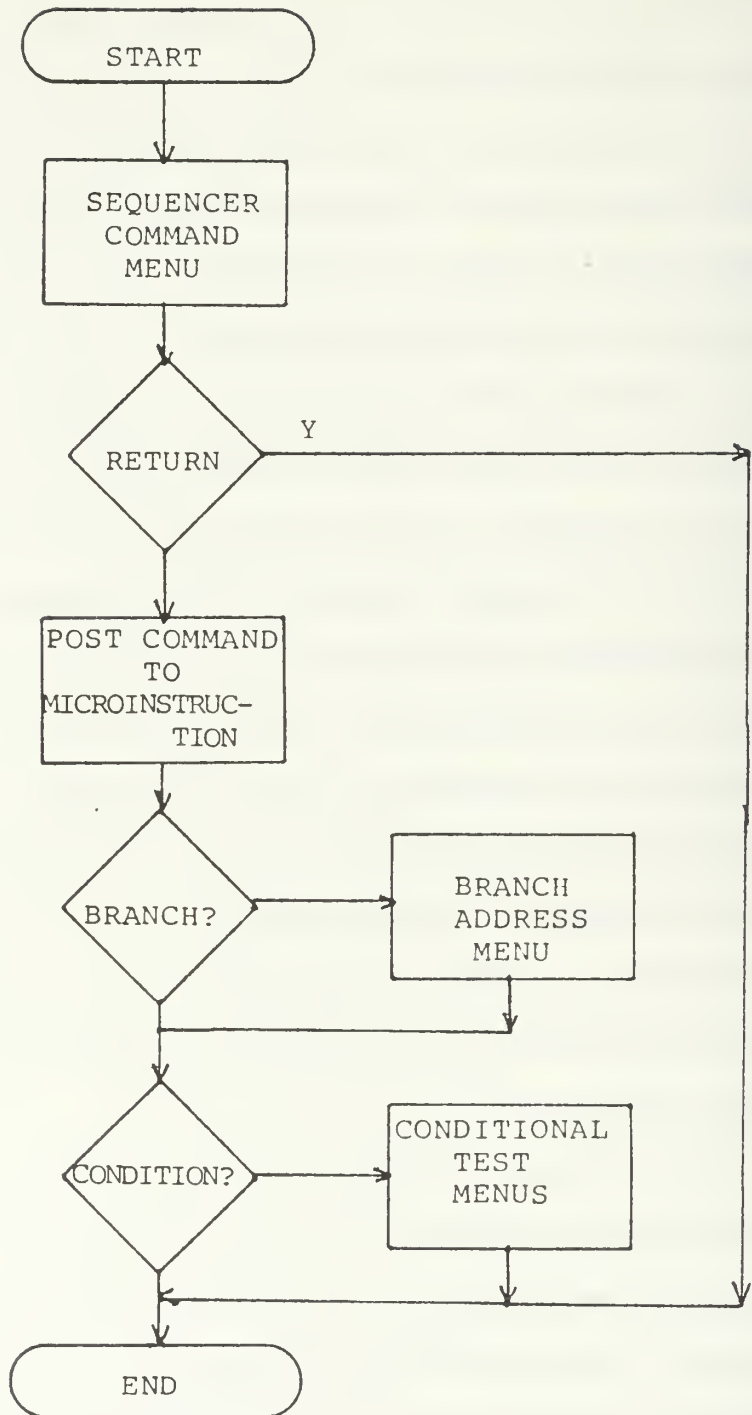 START
SEQUENCER
COMMAND
MENU
RETURN
Y
POST COMMAND
TO
MICROINSTRUC-
TION
BRANCH?
BRANCH
ADDRESS
MENU
CONDITION?
CONDITIONAL
TEST
MENUS
END